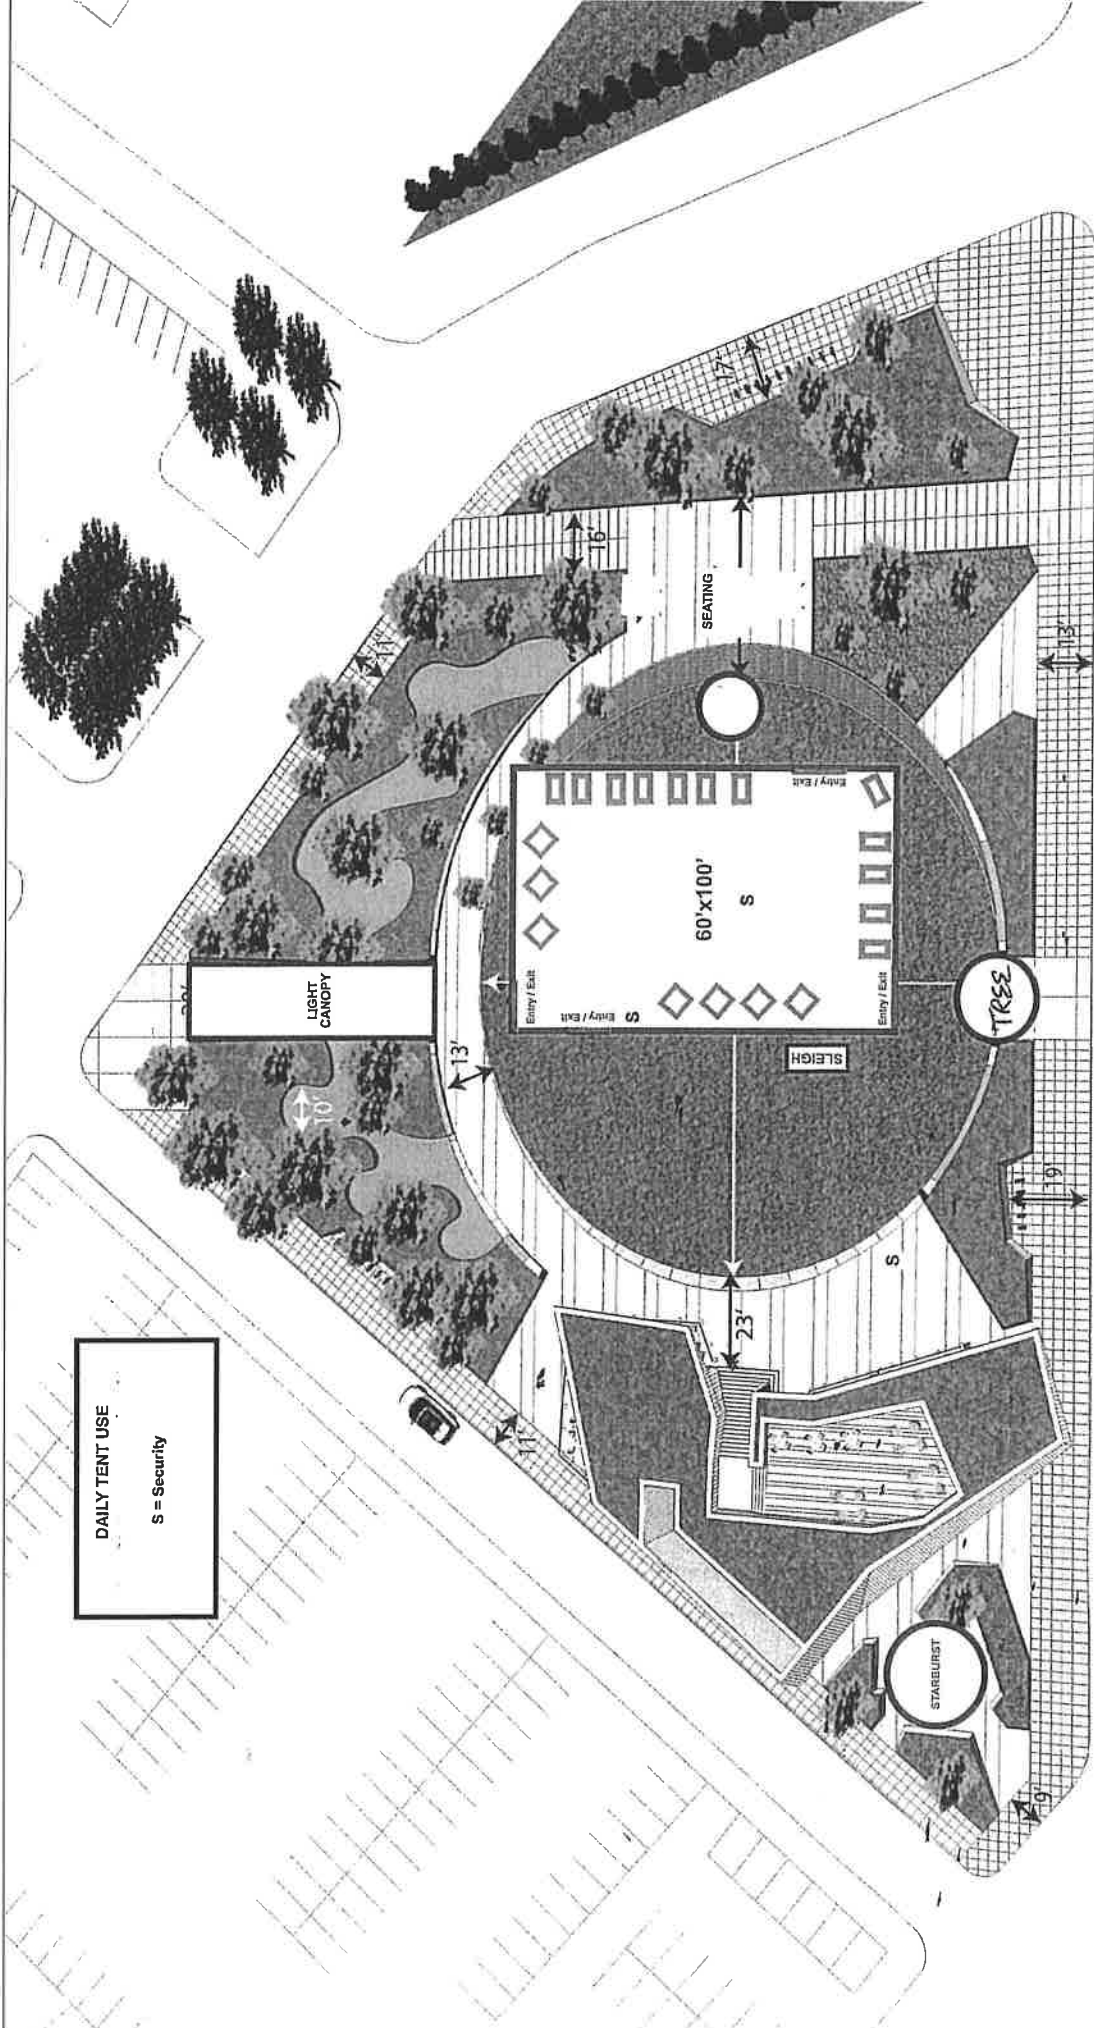 DAILY TENT USE
S = Security
LIGHT
CANOPY
11'
11'
10'
13'
16'
17'
SEATING
Entry / Exit
Entry / Exit
Entry / Exit
Entry / Exit
S
60'x100'
S
SLEIGH
TREE
23'
S
19'
13'
STARBURST
9'